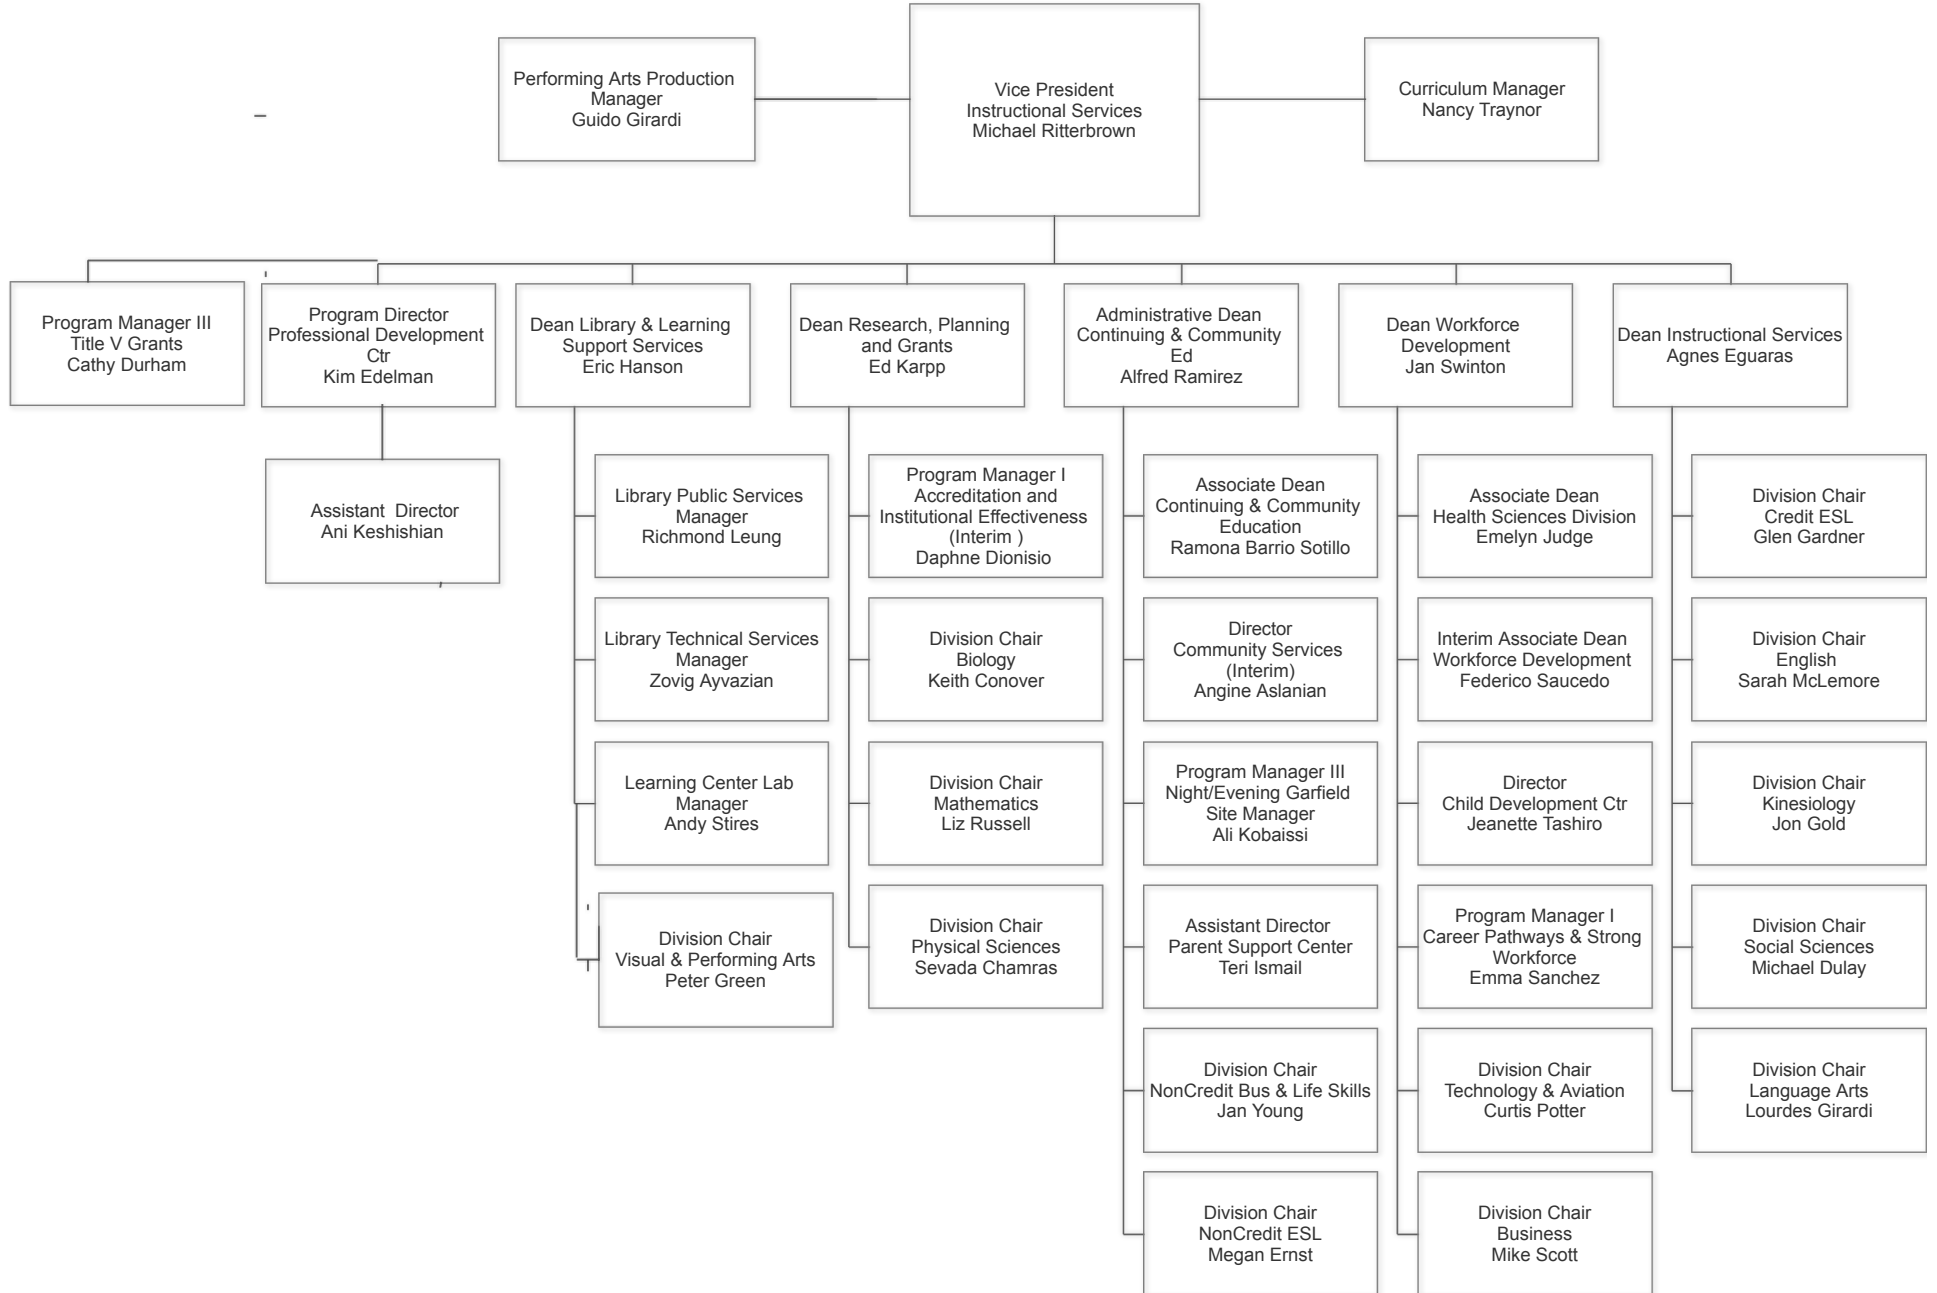 Performing Arts Production
Manager
Guido Girardi
Vice President
Instructional Services
Michael Ritterbrown
Curriculum Manager
Nancy Traynor
Program Manager III
Title V Grants
Cathy Durham
Program Director
Professional Development
Ctr
Kim Edelman
Dean Library & Learning
Support Services
Eric Hanson
Dean Research, Planning
and Grants
Ed Karpp
Administrative Dean
Continuing & Community
Ed
Alfred Ramirez
Dean Workforce
Development
Jan Swinton
Dean Instructional Services
Agnes Eguaras
Assistant  Director
Ani Keshishian
Library Public Services
Manager
Richmond Leung
Program Manager I
Accreditation and
Institutional Effectiveness
(Interim )
Daphne Dionisio
Associate Dean
Continuing & Community
Education
Ramona Barrio Sotillo
Associate Dean
Health Sciences Division
Emelyn Judge
Division Chair
Credit ESL
Glen Gardner
Library Technical Services
Manager
Zovig Ayvazian
Division Chair
Biology
Keith Conover
Director
Community Services
(Interim)
Angine Aslanian
Interim Associate Dean
Workforce Development
Federico Saucedo
Division Chair
English
Sarah McLemore
Learning Center Lab
Manager
Andy Stires
Division Chair
Mathematics
Liz Russell
Program Manager III
Night/Evening Garfield
Site Manager
Ali Kobaissi
Director
Child Development Ctr
Jeanette Tashiro
Division Chair
Kinesiology
Jon Gold
Division Chair
Visual & Performing Arts
Peter Green
Division Chair
Physical Sciences
Sevada Chamras
Assistant Director
Parent Support Center
Teri Ismail
Program Manager I
Career Pathways & Strong
Workforce
Emma Sanchez
Division Chair
Social Sciences
Michael Dulay
Division Chair
NonCredit Bus & Life Skills
Jan Young
Division Chair
Technology & Aviation
Curtis Potter
Division Chair
Language Arts
Lourdes Girardi
Division Chair
NonCredit ESL
Megan Ernst
Division Chair
Business
Mike Scott